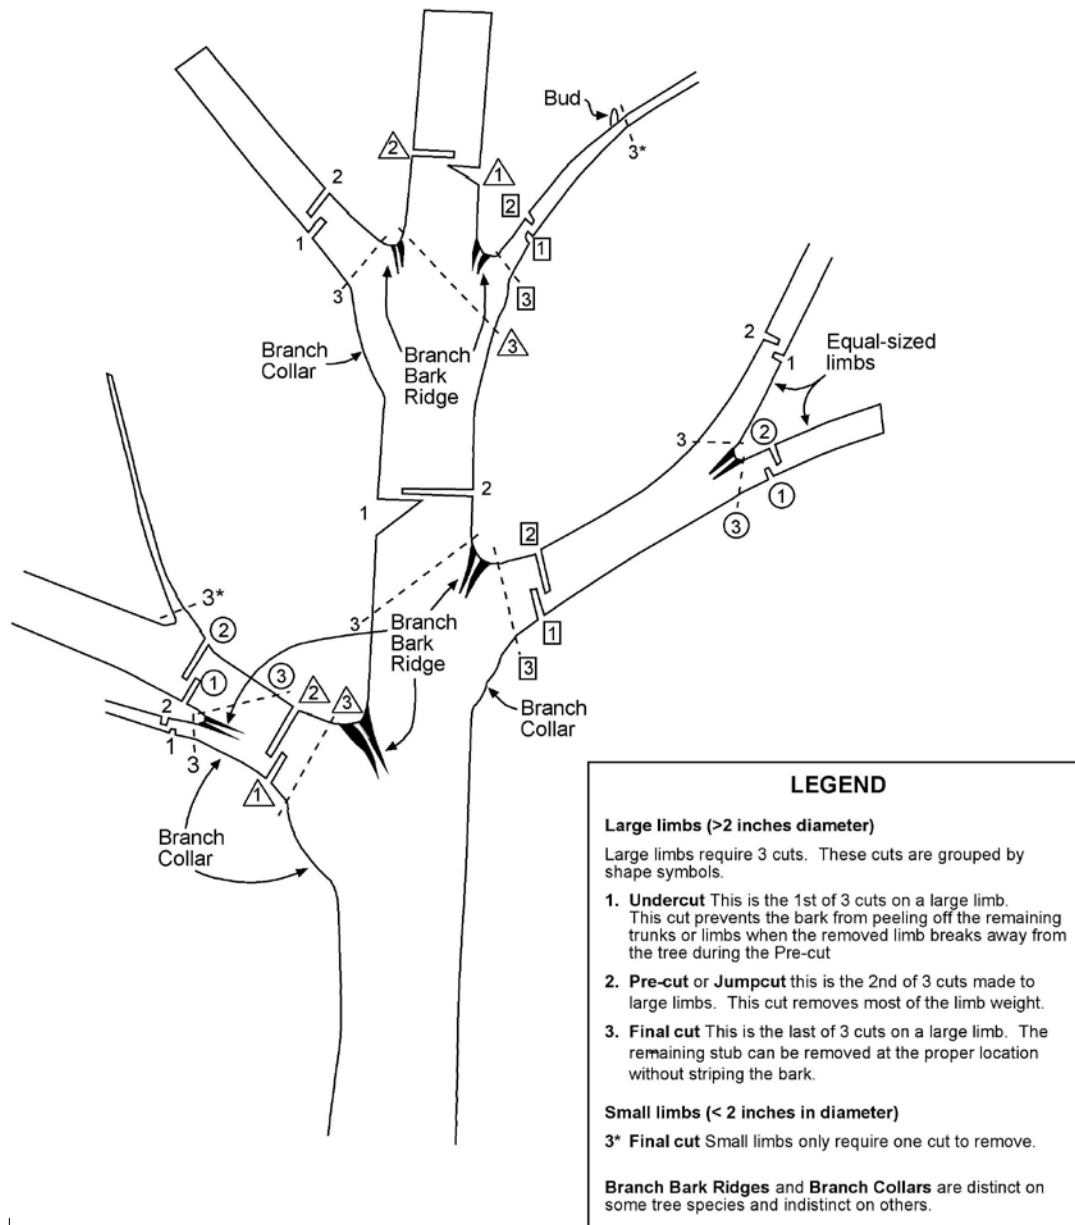 Bud
2
1
2
3*
2
1
2
1
3
3
Branch
Collar
Branch
Bark
Ridge
3
2
1
Equal-sized
limbs
3
2
1
3
1
2
2
1
3
3
Branch
Bark
Ridge
3*
2
3
2
3
1
2
1
3
1
Branch
Collar
Branch
Collar
LEGEND
Large limbs (>2 inches diameter)
Large limbs require 3 cuts. These cuts are grouped by
shape symbols.
1. Undercut This is the 1st of 3 cuts on a large limb.
This cut prevents the bark from peeling off the remaining
trunks or limbs when the removed limb breaks away from
the tree during the Pre-cut
2. Pre-cut or Jumpcut this is the 2nd of 3 cuts made to
large limbs. This cut removes most of the limb weight.
3. Final cut This is the last of 3 cuts on a large limb. The
remaining stub can be removed at the proper location
without striping the bark.
Small limbs (< 2 inches in diameter)
3* Final cut Small limbs only require one cut to remove.
Branch Bark Ridges and Branch Collars are distinct on
some tree species and indistinct on others.